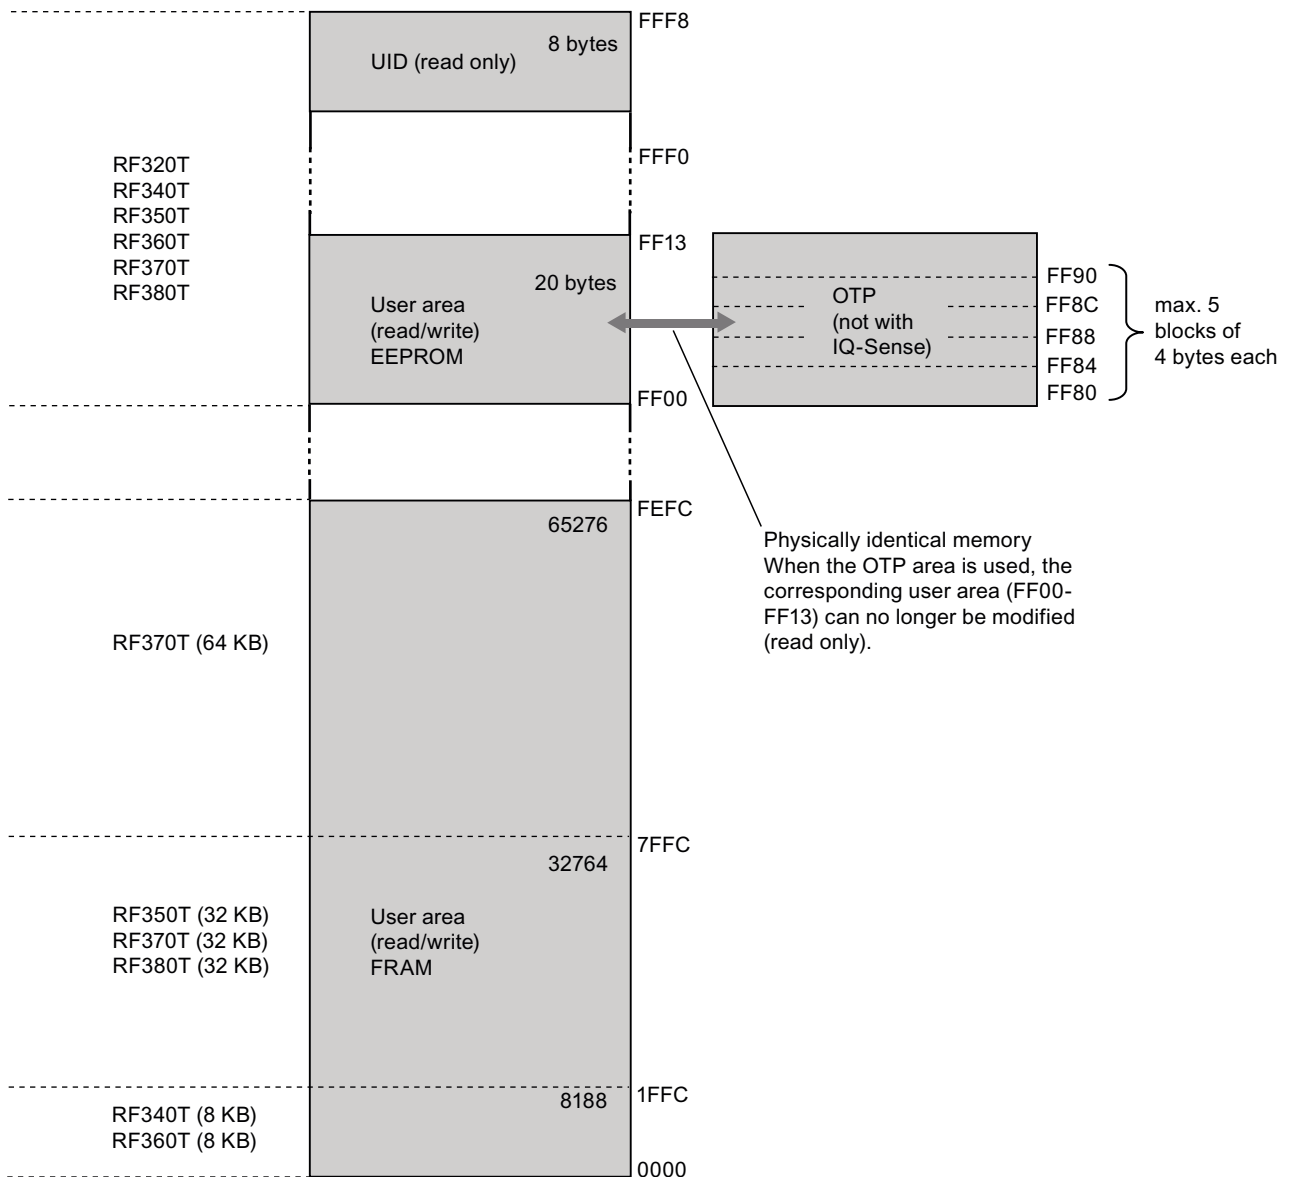 FFF8
8 bytes
UID (read only)
FFF0
RF320T
RF340T
RF350T
RF360T
RF370T
RF380T
FF13
20 bytes
User area
(read/write)
EEPROM
FF00
OTP
(not with
IQ-Sense)
FF90
FF8C
FF88
FF84
FF80
max. 5
blocks of
4 bytes each
FEFC
65276
Physically identical memory
When the OTP area is used, the
corresponding user area (FF00-
FF13) can no longer be modified
(read only).
RF370T (64 KB)
7FFC
32764
RF350T (32 KB)
RF370T (32 KB)
RF380T (32 KB)
User area
(read/write)
FRAM
1FFC
8188
RF340T (8 KB)
RF360T (8 KB)
0000